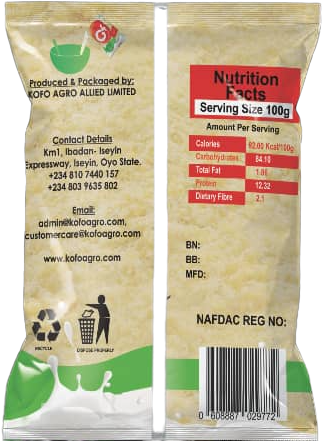 Produced & Packaged by;
KOFO AGRO ALLIED LIMITED
Contact Details
Km1, Ibadan- Iseyin
Expressway, Iseyin, Oyo State.
+234 810 7440 157
+234 803 9635 802
Email:
admin@kofoagro.com,
customercare@kofoagro.com
www.kofoagro.com
RECYCLE
DISPOSE PROPERLY
Nutrition
Facts
Serving Size 100g
Amount Per Serving
Calories 92.00 Kcal/100g
Carbohydrates 84.10
Total Fat 1.86
Protein 12.32
Dietary Fibre 2.1
BN:
BB:
MFD:
NAFDAC REG NO:
0 608887 029772